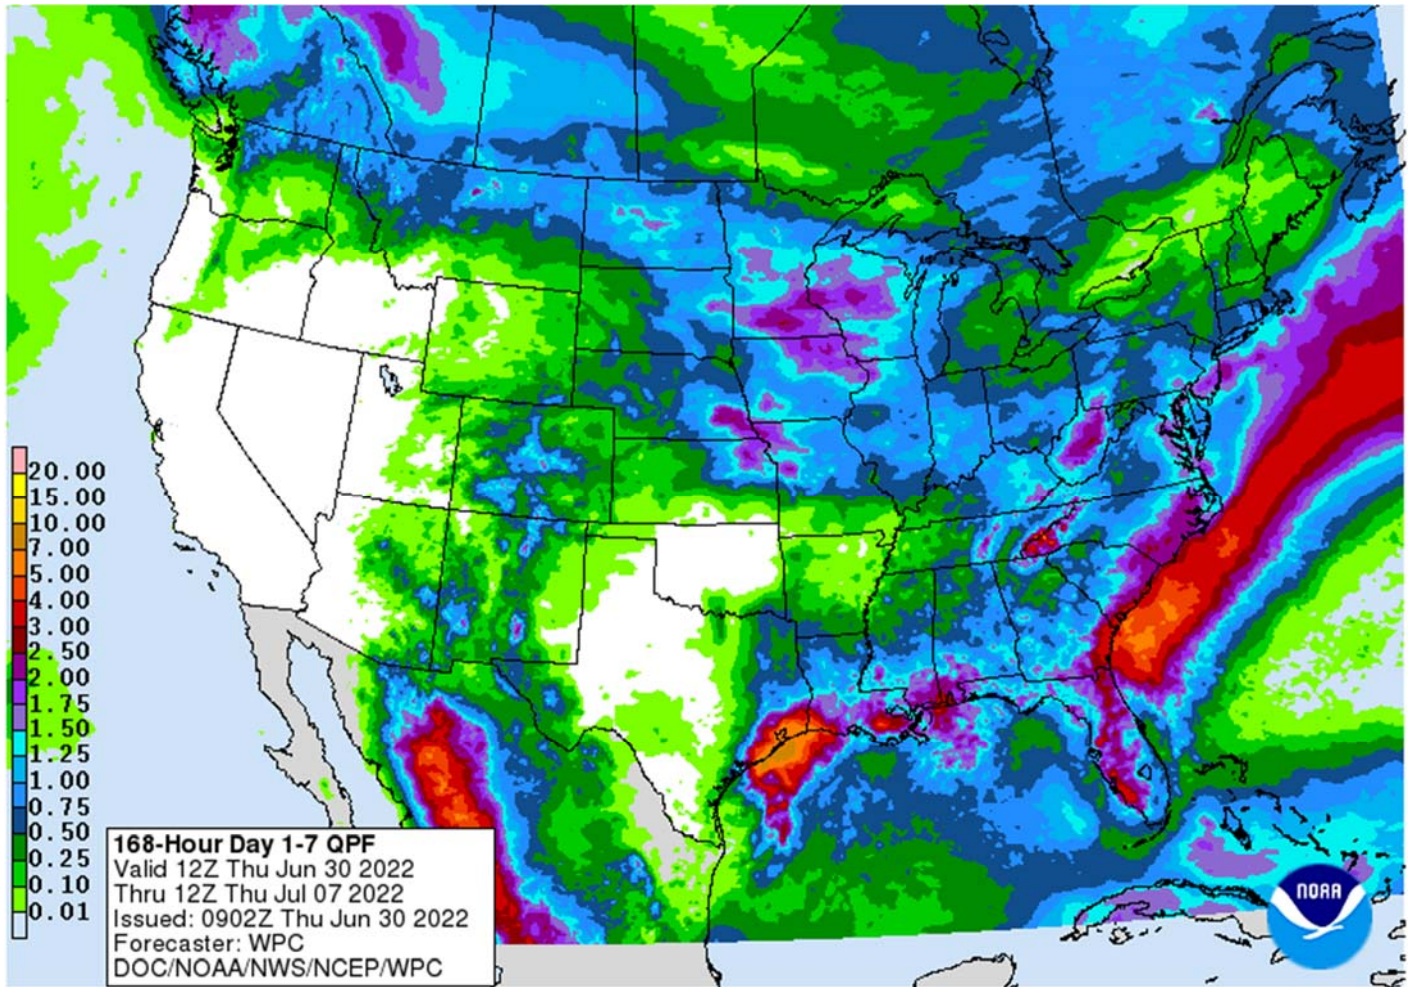 20.00
15.00
10.00
7.00
5.00
4.00
3.00
2.50
2.00
1.75
1.50
1.25
1.00
0.75
0.50
0.25
0.10
0.01
168-Hour Day 1-7 QPF
Valid 12Z Thu Jun 30 2022
Thru 12Z Thu Jul 07 2022
Issued: 0902Z Thu Jun 30 2022
Forecaster: WPC
DOC/NOAA/NWS/NCEP/WPC
NOAA